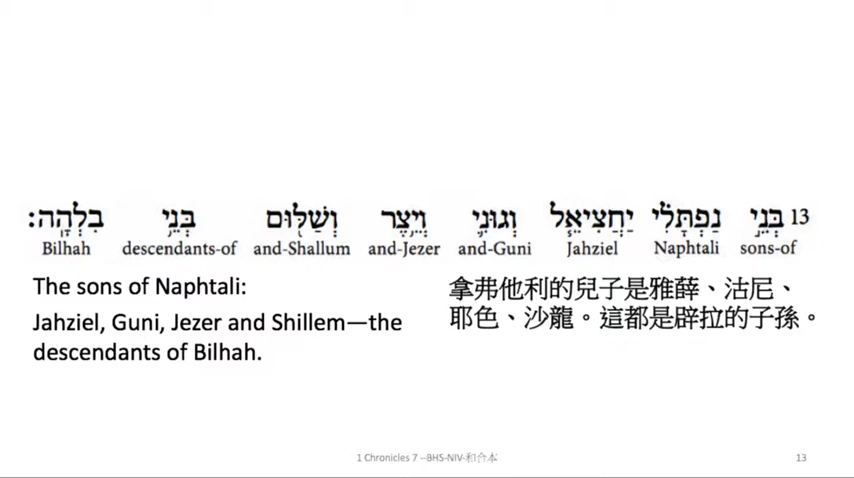 13 בְּנֵ֣י נַפְתָּלִ֗י יַחֲצִיאֵ֧ל וְגוּנִ֛י וְיֵ֥צֶר וְשַׁלּ֖וּם בְּנֵ֥י בִלְהָֽה׃
Bilhah descendants-of and-Shallum and-Jezer and-Guni Jahziel Naphtali sons-of
The sons of Naphtali:
Jahziel, Guni, Jezer and Shillem—the
descendants of Bilhah.
拿弗他利的兒子是雅薛、沽尼、
耶色、沙龍。這都是辟拉的子孫。
1 Chronicles 7 --BHS-NIV-和合本
13